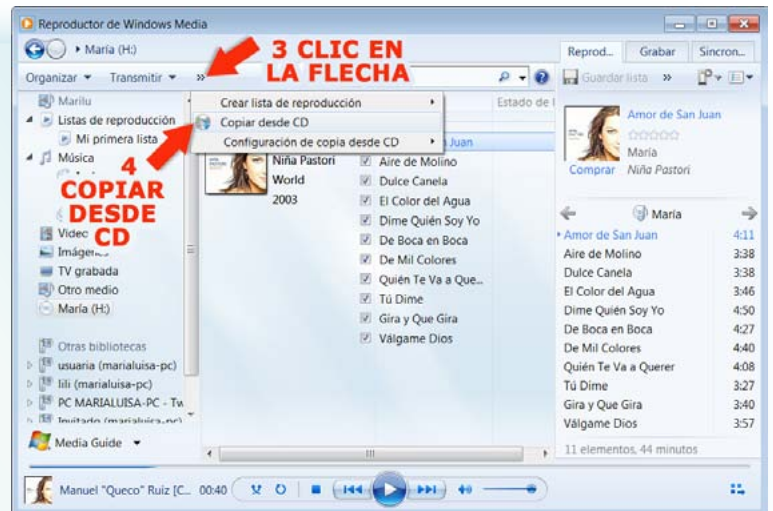 Reproductor de Windows Media
María (H:)
Reprod... Grabar Sincron...
3 CLIC EN
LA FLECHA
Organizar Transmitir »
Guardar lista »
Crear lista de reproducción
Copiar desde CD
Configuración de copia desde CD
Estado de
4
COPIAR
DESDE
CD
Marilu
Listas de reproducción
Mi primera lista
Música
Imágenes
TV grabada
Otro medio
María (H:)
Otras bibliotecas
usuaria (marialuisa-pc)
lili (marialuisa-pc)
PC MARIALUISA-PC - Tw
Invitado (marialuisa-pc)
Media Guide
Niña Pastori
World
2003
Juan
Aire de Molino
Dulce Canela
El Color del Agua
Dime Quién Soy Yo
De Boca en Boca
De Mil Colores
Quién Te Va a Que...
Tú Dime
Gira y Que Gira
Válgame Dios
Amor de San Juan
María
Comprar Niña Pastori
María
Amor de San Juan 4:11
Aire de Molino 3:38
Dulce Canela 3:38
El Color del Agua 3:46
Dime Quién Soy Yo 4:50
De Boca en Boca 4:27
De Mil Colores 4:40
Quién Te Va a Querer 4:08
Tú Dime 3:27
Gira y Que Gira 3:40
Válgame Dios 3:57
11 elementos, 44 minutos
Manuel "Queco" Ruiz [C... 00:40